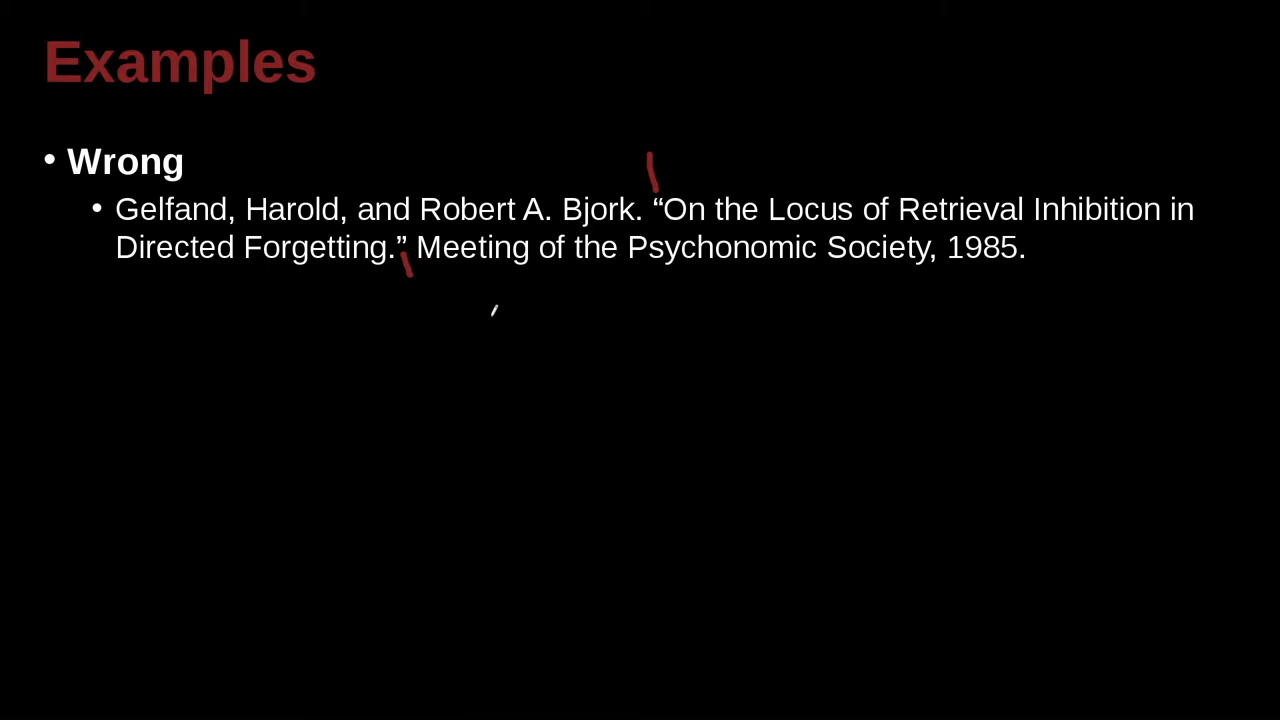 Examples
• Wrong
• Gelfand, Harold, and Robert A. Bjork. “On the Locus of Retrieval Inhibition in
Directed Forgetting.” Meeting of the Psychonomic Society, 1985.